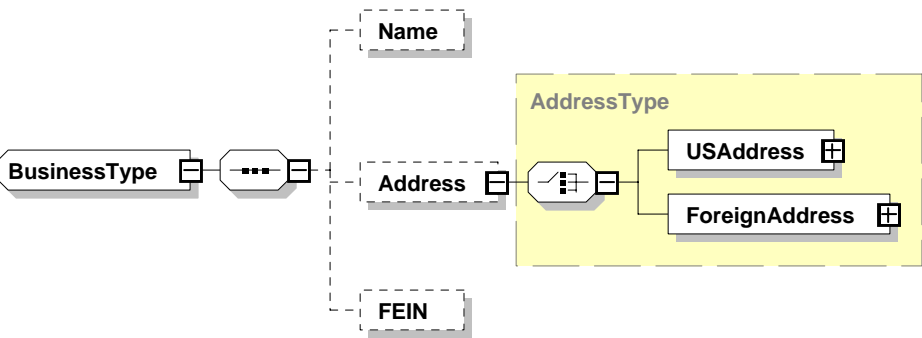 Name
AddressType
USAddress
BusinessType
Address
ForeignAddress
FEIN